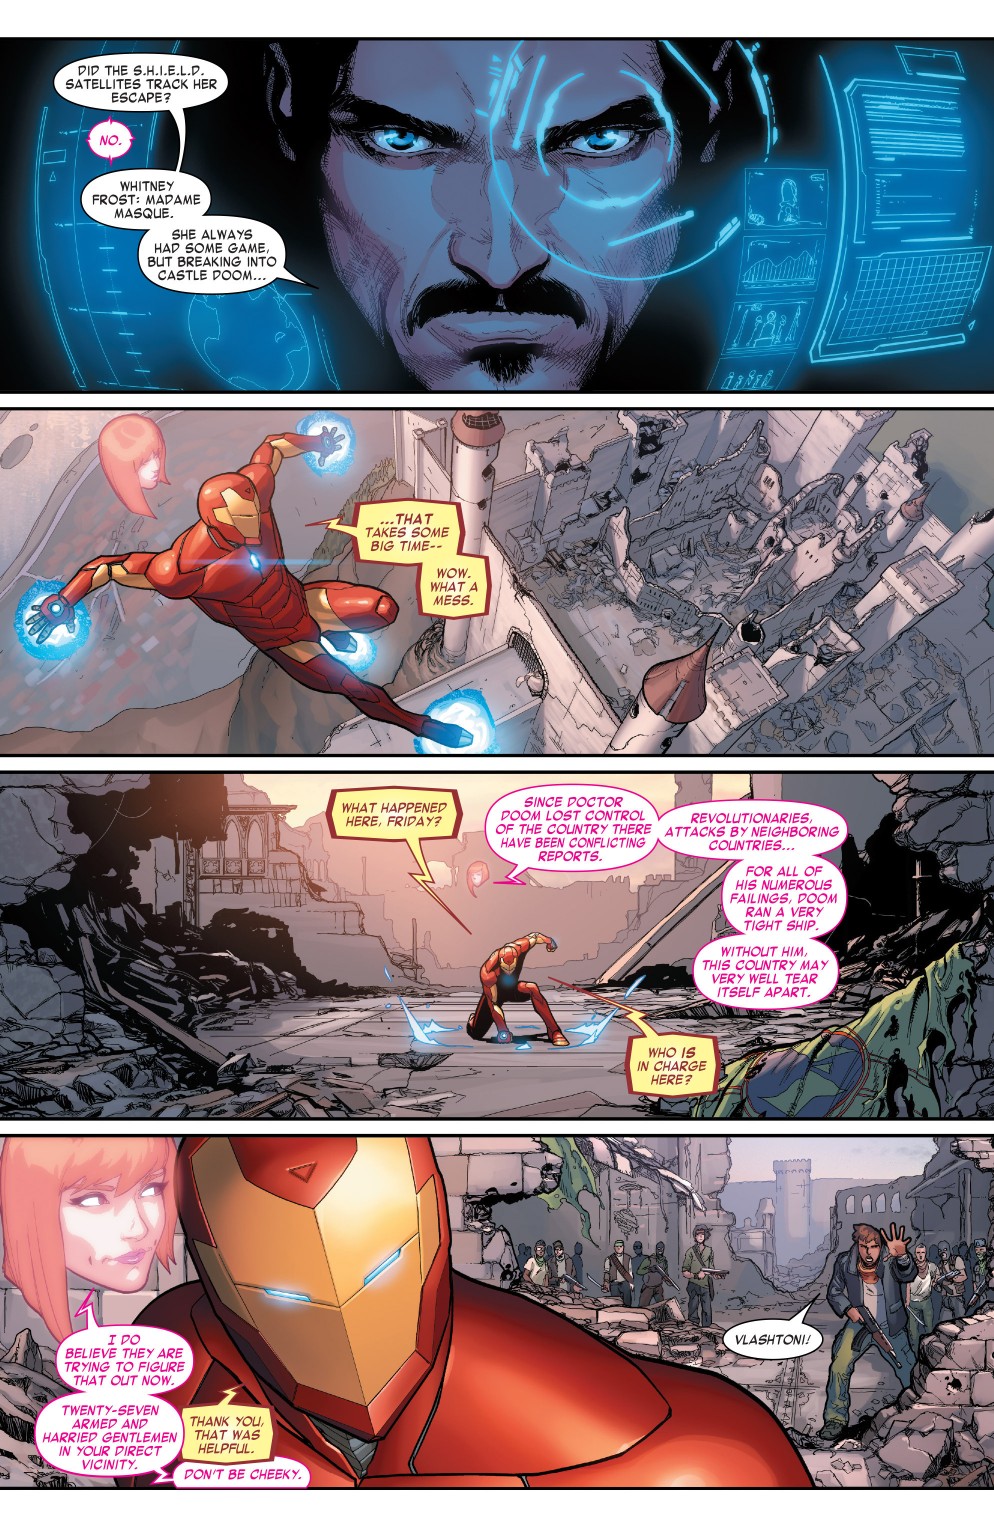 DID THE S.H.I.E.L.D.
SATELLITES TRACK HER
ESCAPE?
NO.
WHITNEY
FROST: MADAME
MASQUE.
SHE ALWAYS
HAD SOME GAME,
BUT BREAKING INTO
CASTLE DOOM...
...THAT
TAKES SOME
BIG TIME--
WOW.
WHAT A
MESS.
WHAT HAPPENED
HERE, FRIDAY?
SINCE DOCTOR
DOOM LOST CONTROL
OF THE COUNTRY THERE
HAVE BEEN CONFLICTING
REPORTS.
REVOLUTIONARIES,
ATTACKS BY NEIGHBORING
COUNTRIES...
FOR ALL OF
HIS NUMEROUS
FAILINGS, DOOM
RAN A VERY
TIGHT SHIP.
WITHOUT HIM,
THIS COUNTRY MAY
VERY WELL TEAR
ITSELF APART.
WHO IS
IN CHARGE
HERE?
I DO
BELIEVE THEY ARE
TRYING TO FIGURE
THAT OUT NOW.
TWENTY-SEVEN
ARMED AND
HARRIED GENTLEMEN
IN YOUR DIRECT
VICINITY.
THANK YOU,
THAT WAS
HELPFUL.
DON'T BE CHEEKY.
VLASHTONI!